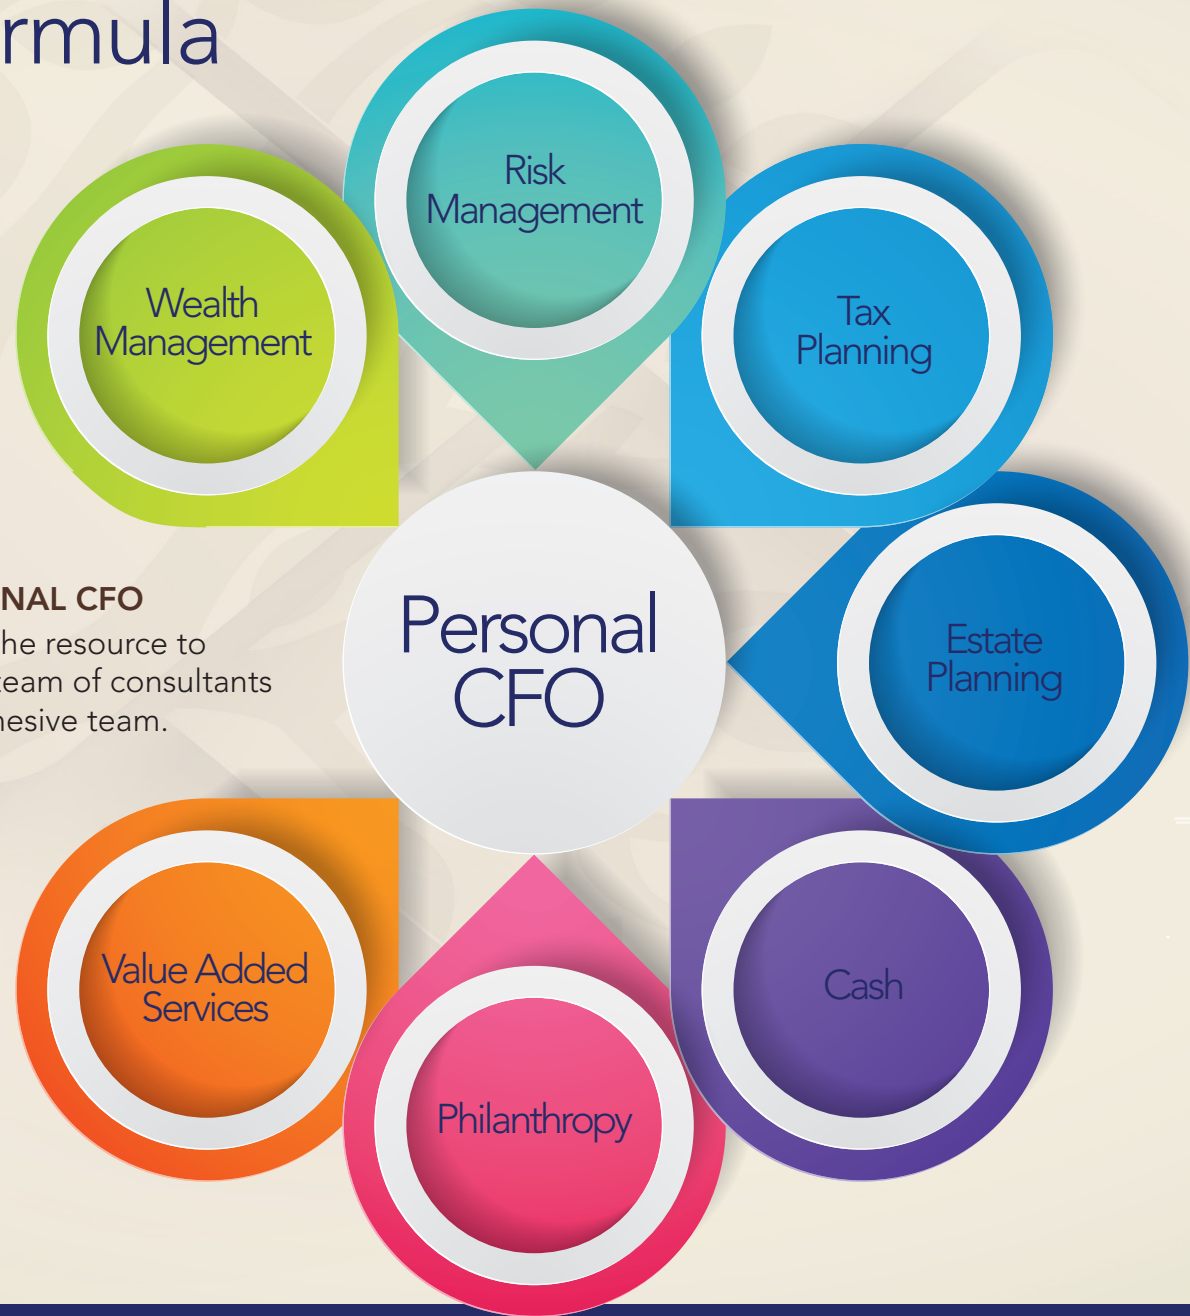 rmula
Risk
Management
Wealth
Management
Tax
Planning
NAL CFO
he resource to
team of consultants
hesive team.
Personal
CFO
Estate
Planning
Value Added
Services
Cash
Philanthropy